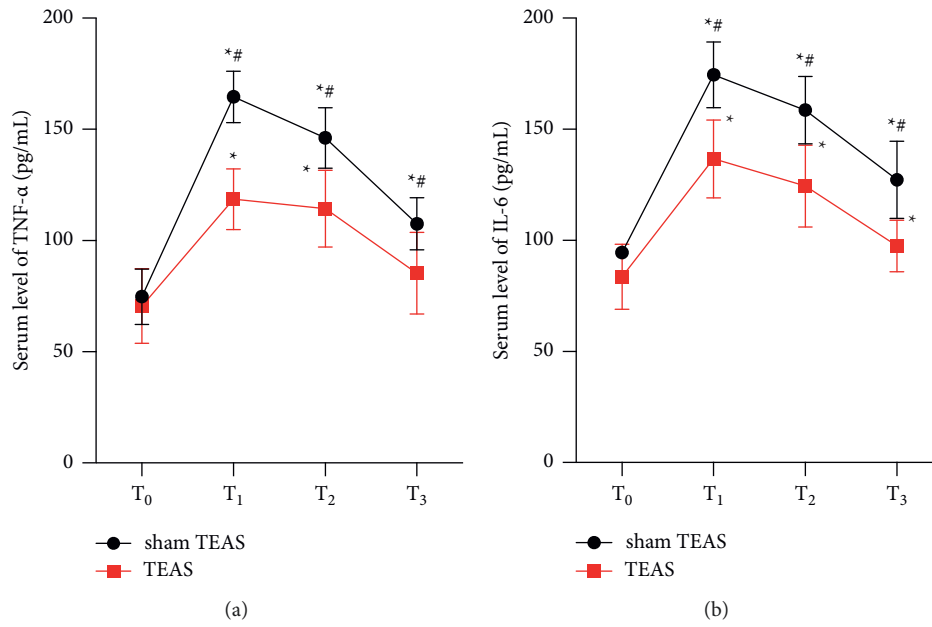 Serum level of TNF-α (pg/mL)
200
150
100
50
0
*#
*#
*#
*
*
T0
T1
T2
T3
sham TEAS
TEAS
(a)
Serum level of IL-6 (pg/mL)
200
150
100
50
0
*#
*#
*#
*
*
*
T0
T1
T2
T3
sham TEAS
TEAS
(b)